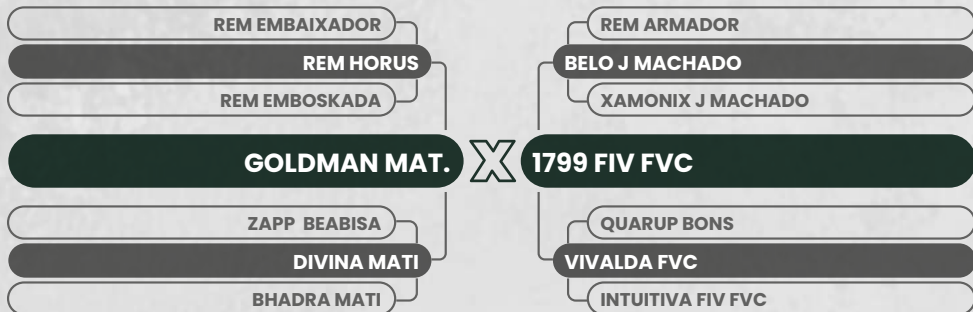 REM EMBAIXADOR
REM HORUS
REM EMBOSKADA
GOLDMAN MAT.
ZAPP BEABISA
DIVINA MATI
BHADRA MATI
X
REM ARMADOR
BELO J MACHADO
XAMONIX J MACHADO
1799 FIV FVC
QUARUP BONS
VIVALDA FVC
INTUITIVA FIV FVC